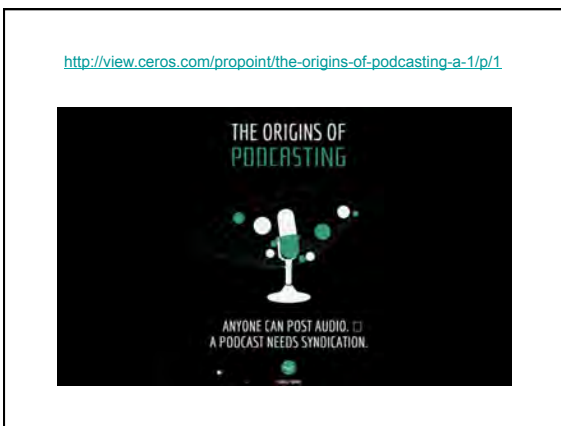 http://view.ceros.com/propoint/the-origins-of-podcasting-a-1/p/1
THE ORIGINS OF
PODCASTING
ANYONE CAN POST AUDIO.
A PODCAST NEEDS SYNDICATION.